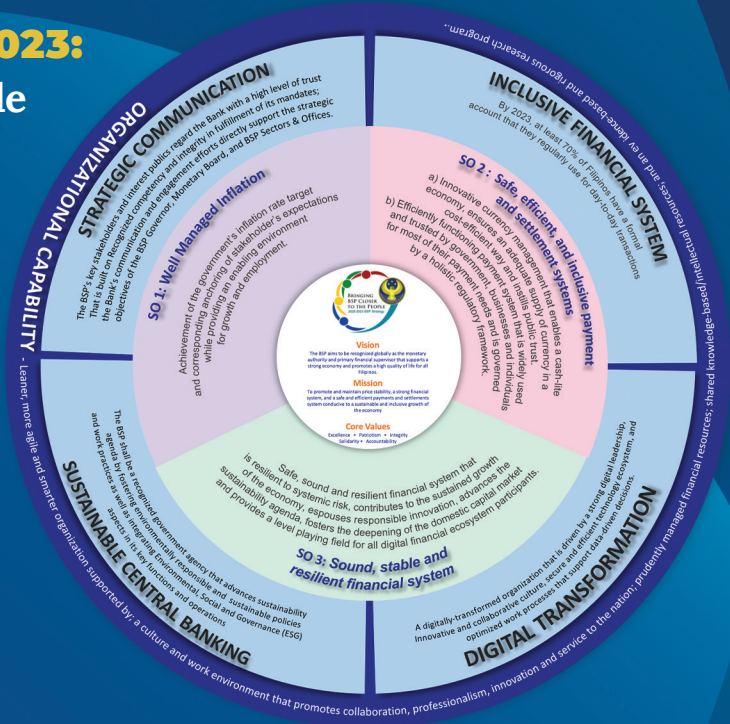 2023:
le
ORGANIZATIONAL CAPABILITY - Leaner, more agile and smarter organization supported by; a culture and work environment that promotes collaboration, professionalism, innovation and service to the nation; prudently managed financial resources; shared knowledge-based/intellectual resources; and an ev idence-based and rigorous research program..
STRATEGIC COMMUNICATION
The BSP's key stakeholders and interest publics regard the Bank with a high level of trust
That is built on Recognized competency and integrity in fulfillment of its mandates;
the Bank's communication and engagement efforts directly support the strategic
objectives of the BSP Governor, Monetary Board, and BSP Sectors & Offices.
INCLUSIVE FINANCIAL SYSTEM
By 2023, at least 70% of Filipinos have a formal
account that they regularly use for day-to-day transactions
SO 1: Well Managed Inflation
Achievement of the government's inflation rate target
and corresponding anchoring of stakeholder's expectations
while providing an enabling environment
for growth and employment.
SO 2 : Safe, efficient, and inclusive payment
and settlement systems
a) Innovative currency management that enables a cash-lite
economy, ensures an adequate supply of currency in a
cost-efficient way and instills public trust
b) Efficiently functioning payment system that is widely used
and trusted by government, businesses and individuals
for most of their payment needs and is governed
by a holistic regulatory framework.
BRINGING
BSP CLOSER
TO THE PEOPLE
2020-2023 BSP Strategy
Vision
The BSP aims to be recognized globally as the monetary
authority and primary financial supervisor that supports a
strong economy and promotes a high quality of life for all
Filipinos.
Mission
To promote and maintain price stability, a strong financial
system, and a safe and efficient payments and settlements
system conducive to a sustainable and inclusive growth of
the economy
Core Values
Excellence • Patriotism • Integrity
Solidarity • Accountability
Safe, sound and resilient financial system that
is resilient to systemic risk, contributes to the sustained growth
of the economy, espouses responsible innovation, advances the
sustainability agenda, fosters the deepening of the domestic capital market
and provides a level playing field for all digital financial ecosystem participants.
SO 3: Sound, stable and
resilient financial system
The BSP shall be a recognized government agency that advances sustainability
agenda by fostering environmentally responsible and sustainable policies
and work practices as well as integrating Environmental, Social and Governance (ESG)
aspects in its key functions and operations
SUSTAINABLE CENTRAL BANKING
A digitally-transformed organization that is driven by a strong digital leadership,
Innovative and collaborative culture, secure and efficient technology ecosystem, and
optimized work processes that support data-driven decisions.
DIGITAL TRANSFORMATION